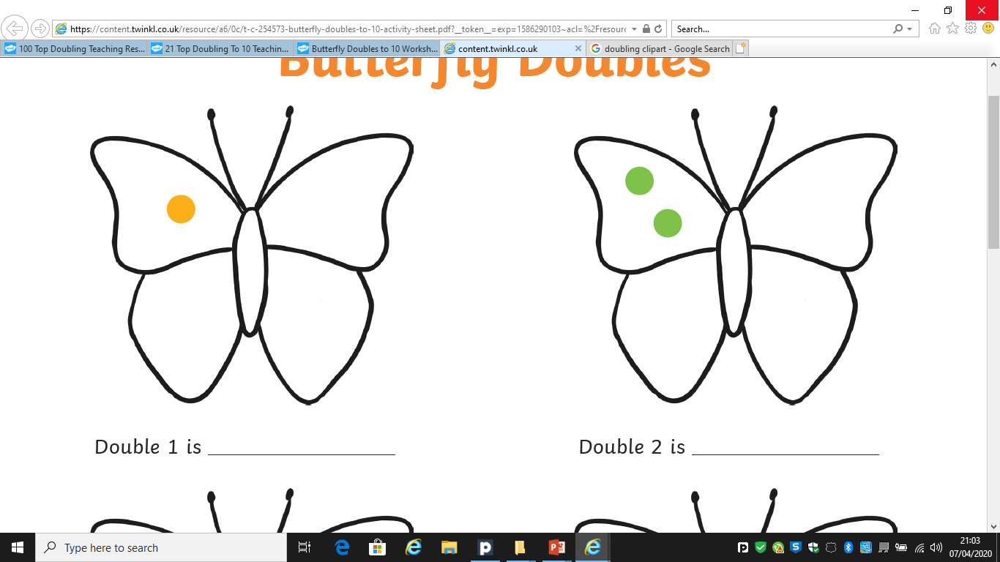 https://content.twinkl.co.uk/resource/a6/0c/t-c-254573-butterfly-doubles-to-10-activity-sheet.pdf?__token__=exp=1586290103~acl=%2Fresourc
Search...
100 Top Doubling Teaching Res...
21 Top Doubling To 10 Teachin...
Butterfly Doubles to 10 Worksh...
content.twinkl.co.uk
doubling clipart - Google Search
Butterfly Doubles
Double 1 is
Double 2 is
Type here to search
21:03
07/04/2020